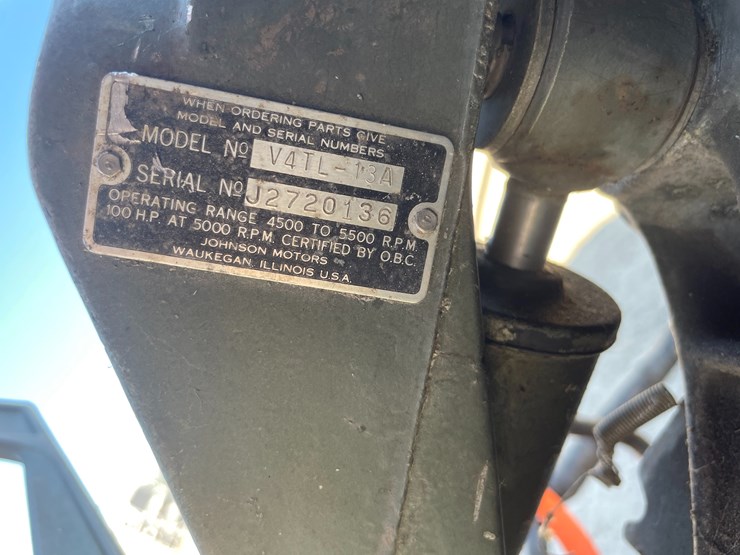 WHEN ORDERING PARTS GIVE
MODEL AND SERIAL NUMBERS
MODEL Nº V4TL-13A
SERIAL Nº J2720136
OPERATING RANGE 4500 TO 5500 R.P.M.
100 H.P. AT 5000 R.P.M. CERTIFIED BY O.B.C.
JOHNSON MOTORS
WAUKEGAN ILLINOIS U.S.A.